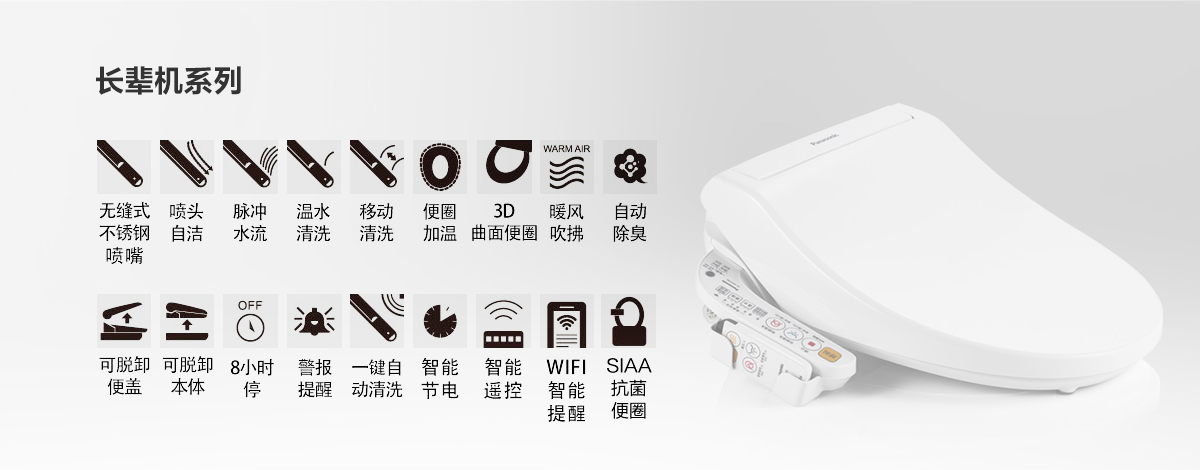 长辈机系列
WARM AIR
无缝式
不锈钢
喷嘴
喷头
自洁
脉冲
水流
温水
清洗
移动
清洗
便圈
加温
3D
曲面便圈
暖风
吹拂
自动
除臭
OFF
可脱卸
便盖
可脱卸
本体
8小时
停
警报
提醒
一键自
动清洗
智能
节电
智能
遥控
WIFI
智能
提醒
SIAA
抗菌
便圈
Panasonic